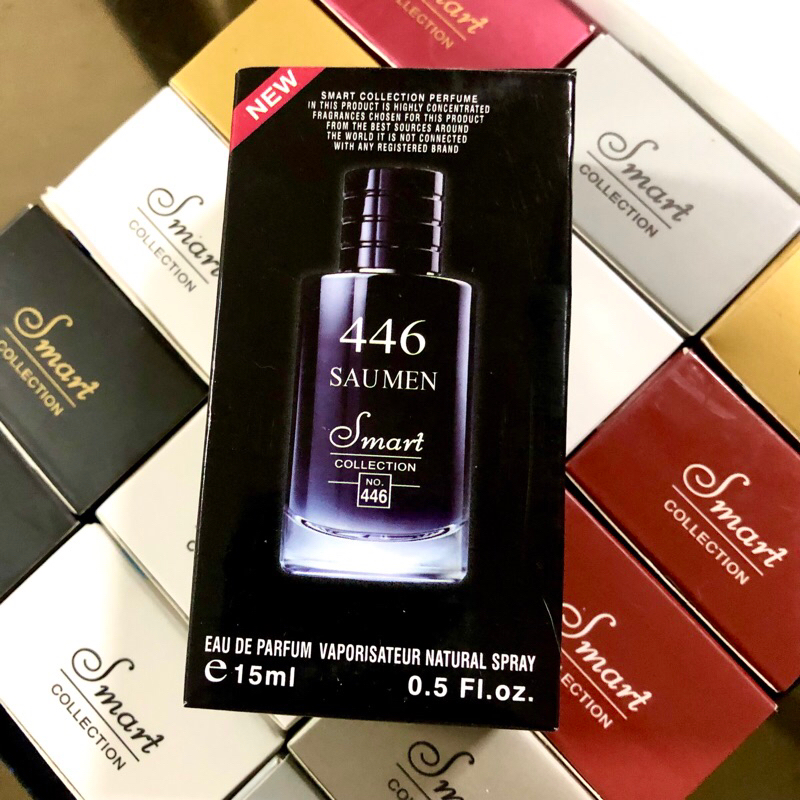 Smart
COLLECTION
NEW
SMART COLLECTION PERFUME
IN THIS PRODUCT IS HIGHLY CONCENTRATED
FRAGRANCES CHOSEN FOR THIS PRODUCT
FROM THE BEST SOURCES AROUND
THE WORLD IT IS NOT CONNECTED
WITH ANY REGISTERED BRAND
446
SAUMEN
Smart
COLLECTION
NO.
446
EAU DE PARFUM VAPORISATEUR NATURAL SPRAY
e 15ml
0.5 Fl.oz.
Smart
COLLECTION
Smart
COLLECTION
Smart
COLLECTION
Smart
COLLECTION
Smart
Smart
COLLECTION
Smart